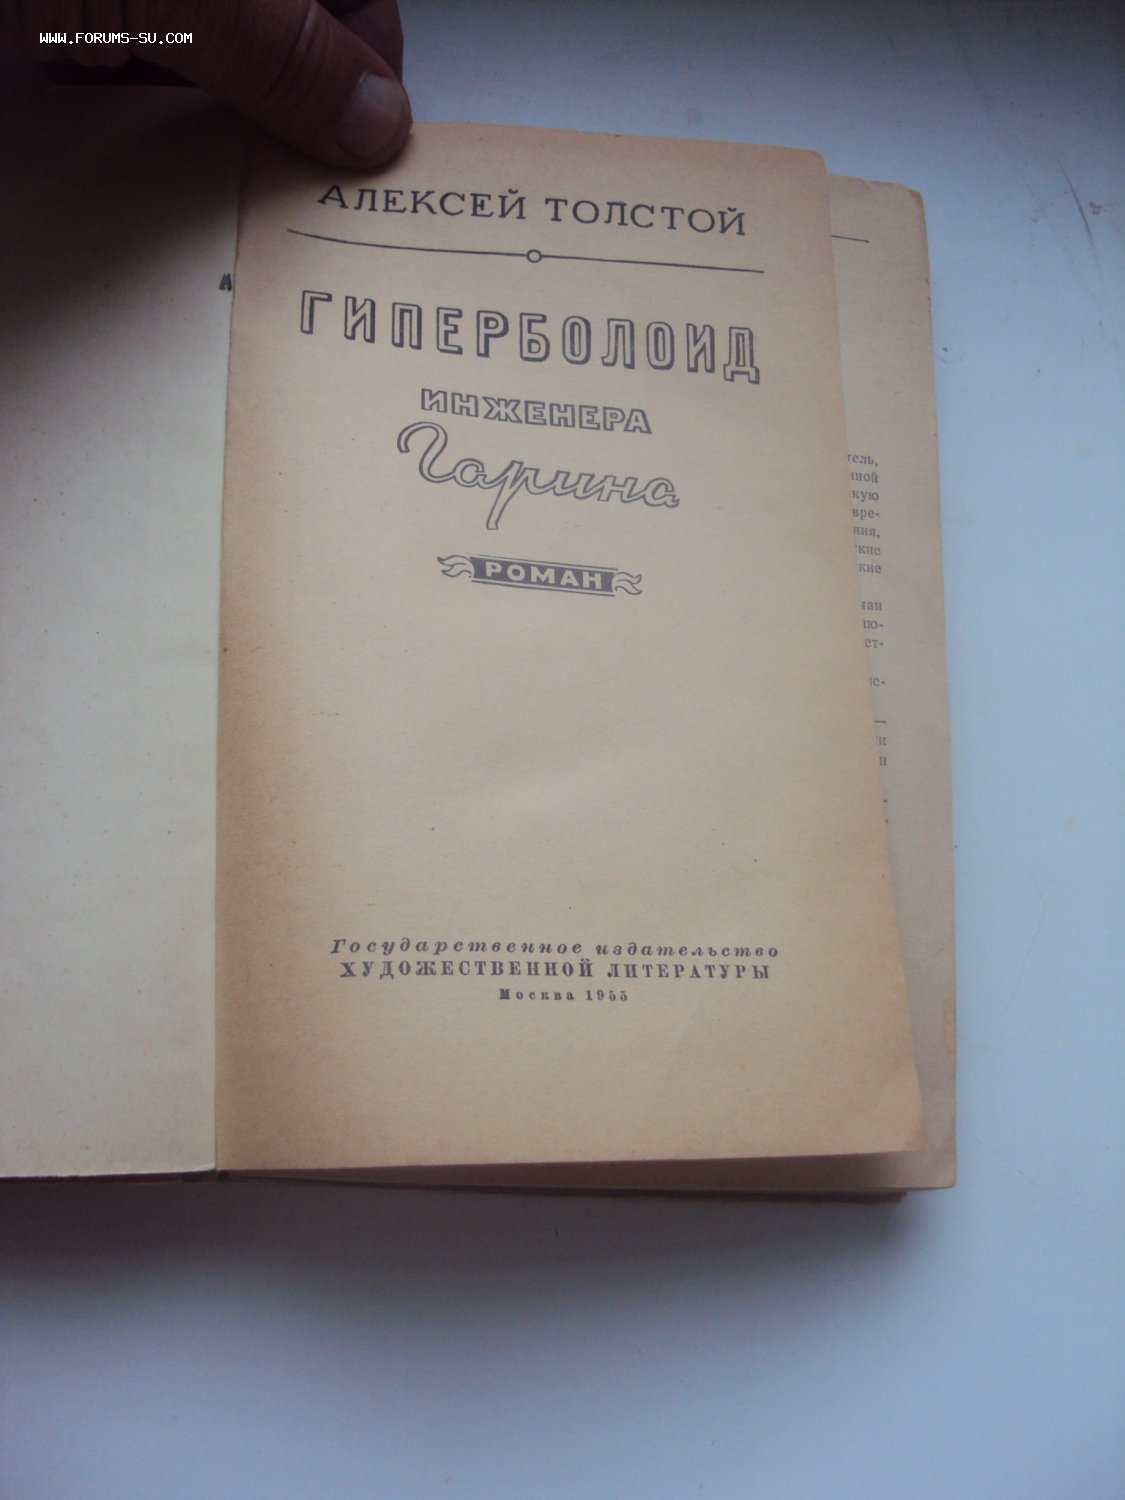 WWW.FORUMS-SU.COM
АЛЕКСЕЙ ТОЛСТОЙ
ГИПЕРБОЛОИД
ИНЖЕНЕРА
Гарина
РОМАН
Государственное издательство
ХУДОЖЕСТВЕННОЙ ЛИТЕРАТУРЫ
Москва 1955